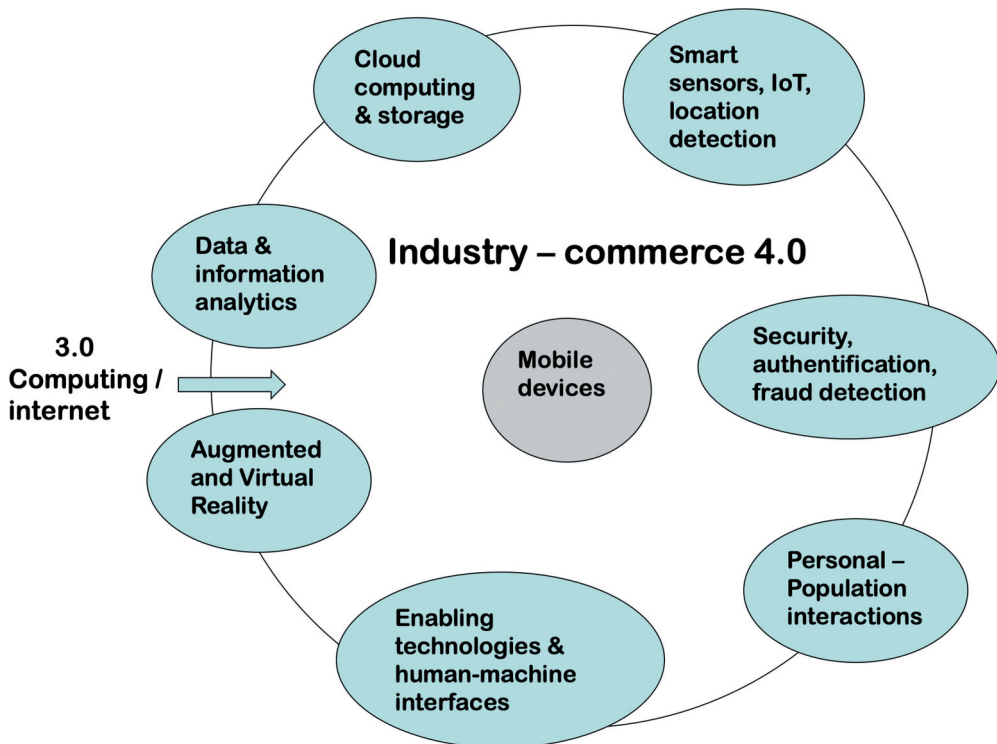 Cloud
computing
& storage
Smart
sensors, IoT,
location
detection
Data &
information
analytics
Industry – commerce 4.0
3.0
Computing /
internet
Mobile
devices
Security,
authentification,
fraud detection
Augmented
and Virtual
Reality
Personal –
Population
interactions
Enabling
technologies &
human-machine
interfaces